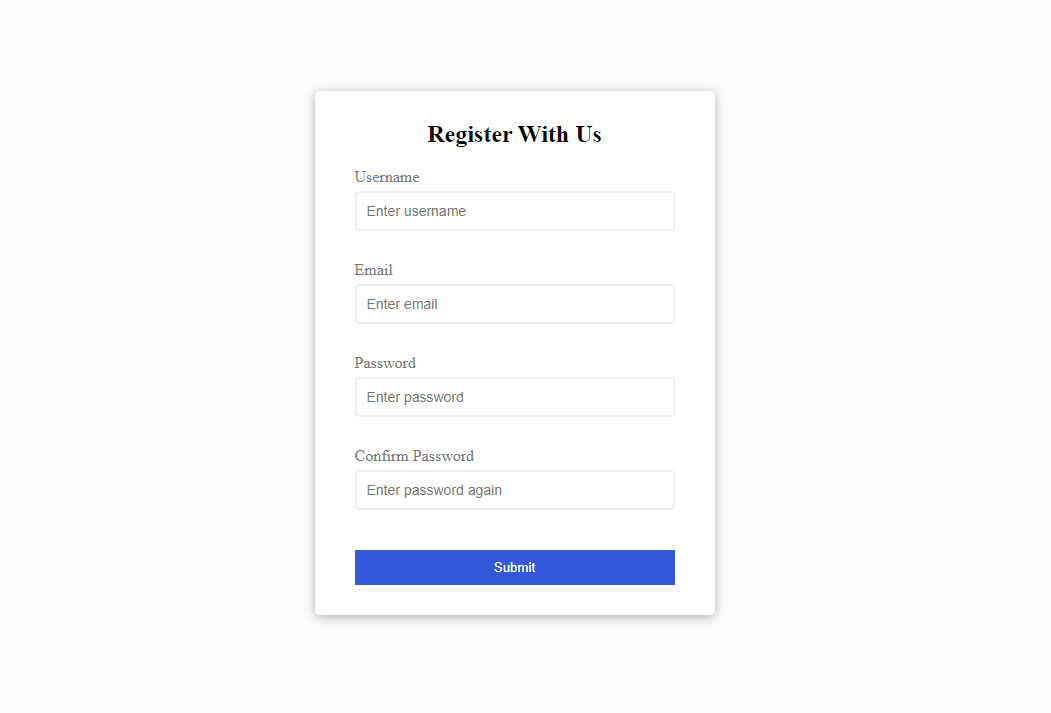 Register With Us
Username
Enter username
Email
Enter email
Password
Enter password
Confirm Password
Enter password again
Submit